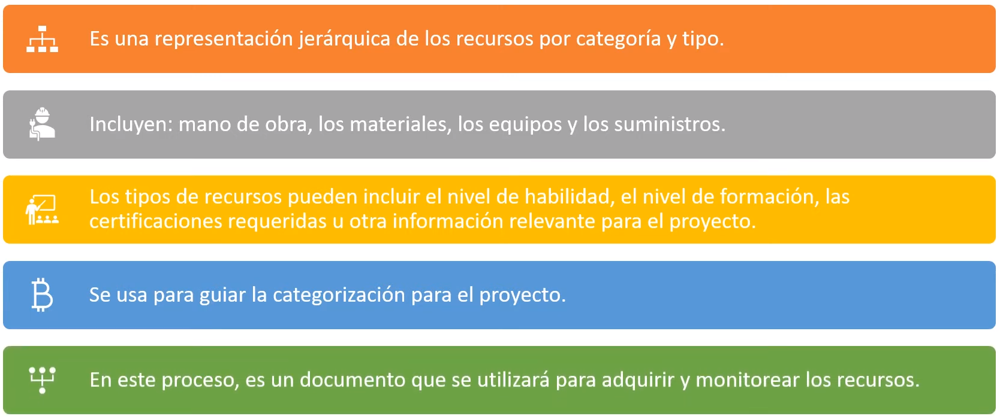 Es una representación jerárquica de los recursos por categoría y tipo.
Incluyen: mano de obra, los materiales, los equipos y los suministros.
Los tipos de recursos pueden incluir el nivel de habilidad, el nivel de formación, las
certificaciones requeridas u otra información relevante para el proyecto.
Se usa para guiar la categorización para el proyecto.
En este proceso, es un documento que se utilizará para adquirir y monitorear los recursos.